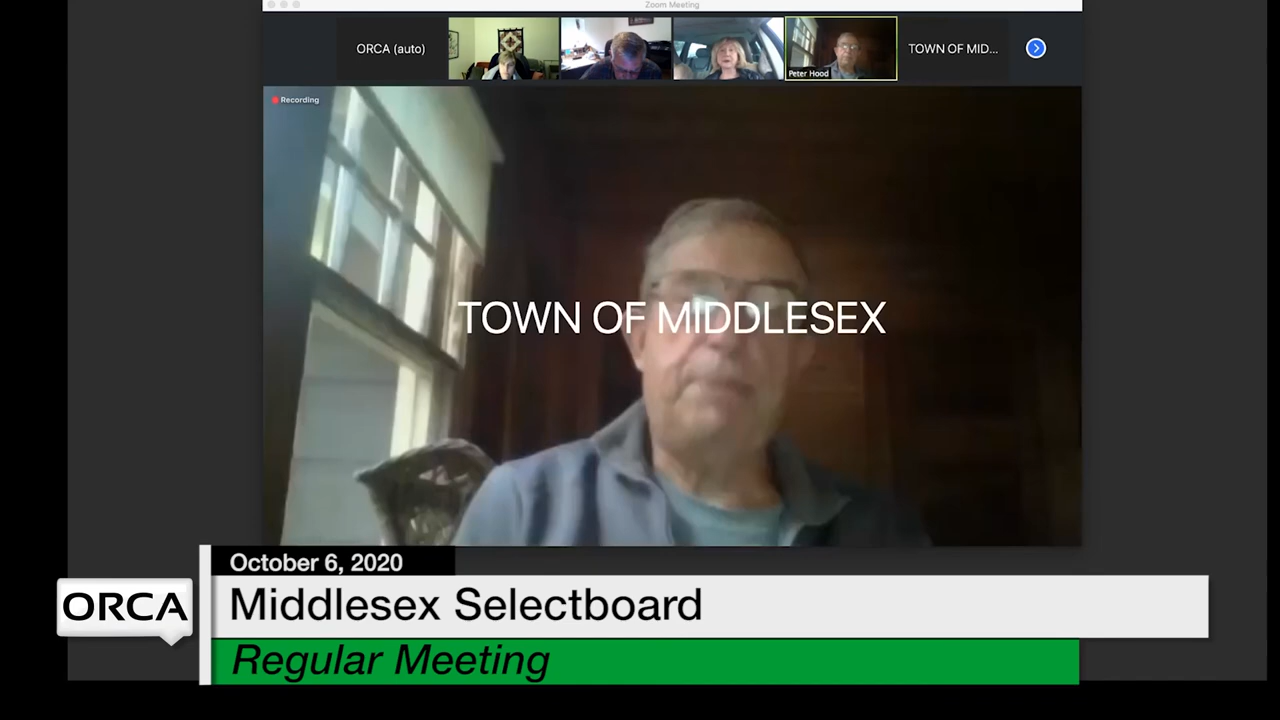 Zoom Meeting
ORCA (auto)
Peter Hood
TOWN OF MID...
Recording
TOWN OF MIDDLESEX
October 6, 2020
ORCA
Middlesex Selectboard
Regular Meeting